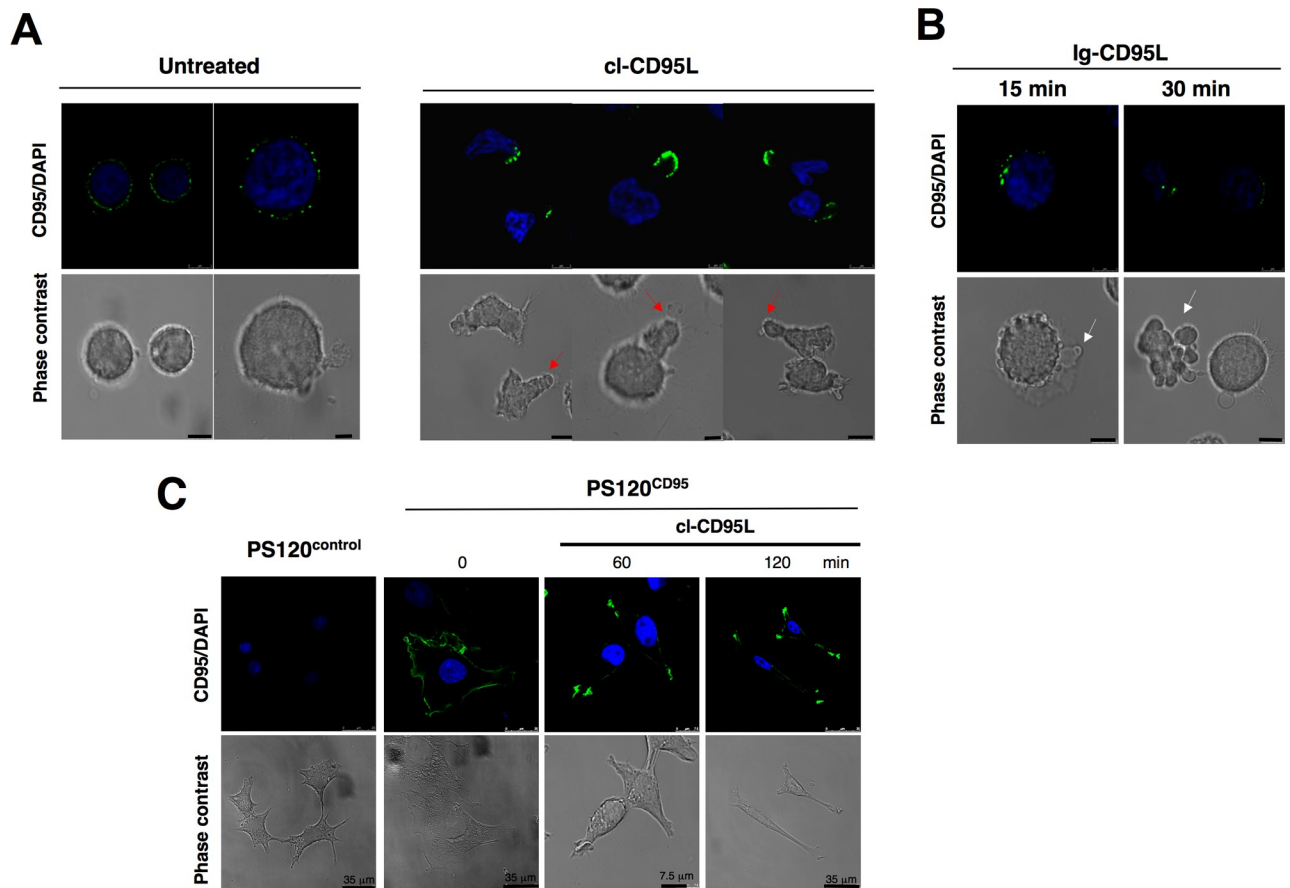 A
Untreated
cl-CD95L
CD95/DAPI
Phase contrast
B
Ig-CD95L
15 min
30 min
CD95/DAPI
Phase contrast
C
PS120CD95
cl-CD95L
PS120control
0
60
120
min
CD95/DAPI
Phase contrast
35 µm
35 µm
7.5 µm
35 µm